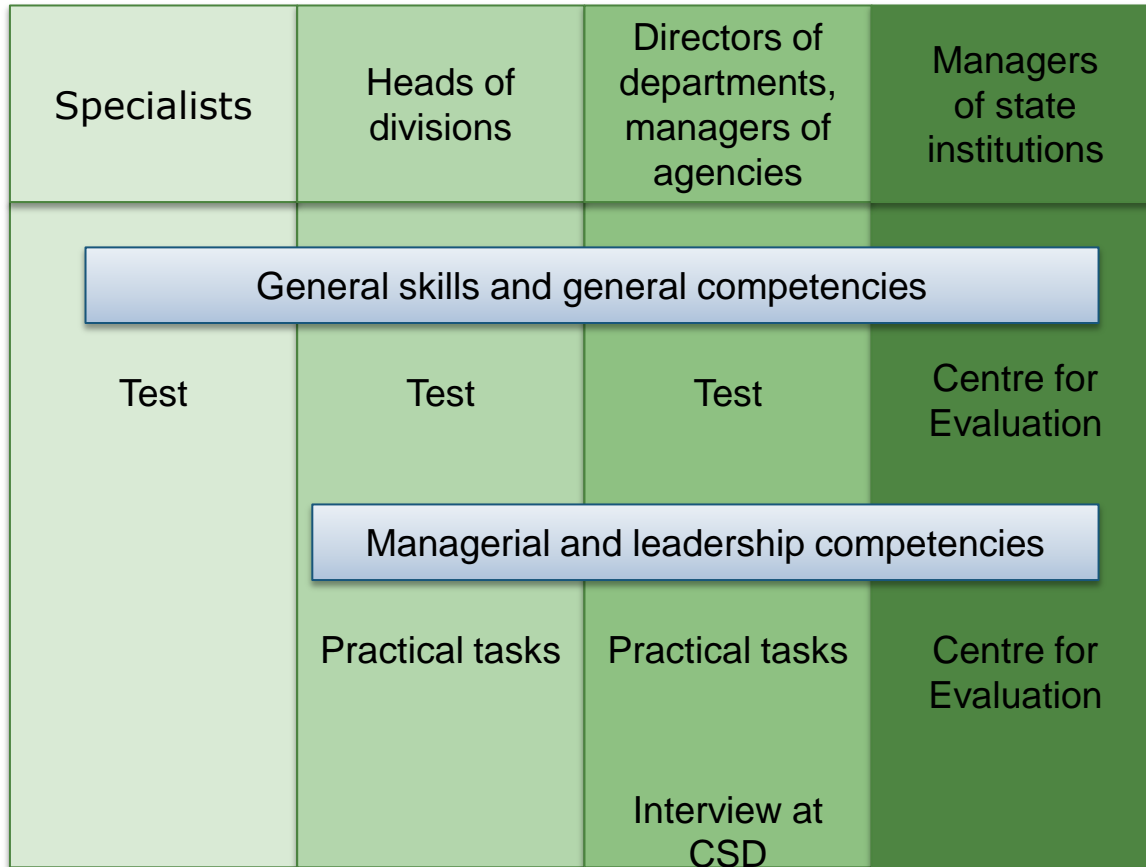 Specialists
Heads of
divisions
Directors of
departments,
managers of
agencies
Managers
of state
institutions
General skills and general competencies
Test
Test
Test
Centre for
Evaluation
Managerial and leadership competencies
Practical tasks
Practical tasks
Centre for
Evaluation
Interview at
CSD